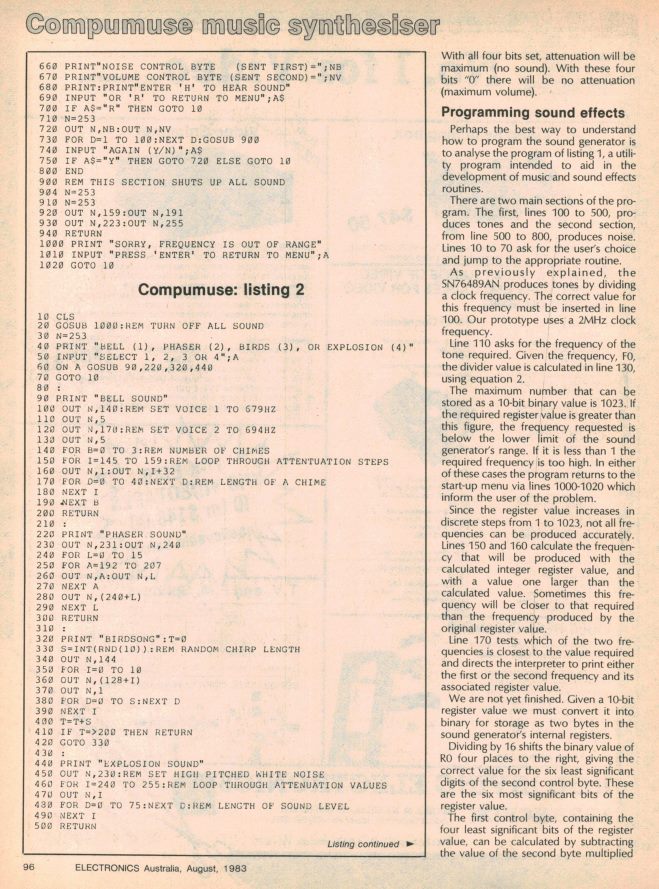 Compumuse music synthesiser
660 PRINT"NOISE CONTROL BYTE (SENT FIRST)=";NB
670 PRINT"VOLUME CONTROL BYTE (SENT SECOND)=";NV
680 PRINT:PRINT"ENTER 'H' TO HEAR SOUND"
690 INPUT "OR 'R' TO RETURN TO MENU";A$
700 IF A$="R" THEN GOTO 10
710 N=253
720 OUT N,NB:OUT N,NV
730 FOR D=1 TO 100:NEXT D:GOSUB 900
740 INPUT "AGAIN (Y/N)";A$
750 IF A$="Y" THEN GOTO 720 ELSE GOTO 10
800 END
900 REM THIS SECTION SHUTS UP ALL SOUND
904 N=253
910 N=253
920 OUT N,159:OUT N,191
930 OUT N,223:OUT N,255
940 RETURN
1000 PRINT "SORRY, FREQUENCY IS OUT OF RANGE"
1010 INPUT "PRESS 'ENTER' TO RETURN TO MENU";A
1020 GOTO 10
Compumuse: listing 2
10 CLS
20 GOSUB 1000:REM TURN OFF ALL SOUND
30 N=253
40 PRINT "BELL (1), PHASER (2), BIRDS (3), OR EXPLOSION (4)"
50 INPUT "SELECT 1, 2, 3 OR 4";A
60 ON A GOSUB 90,220,320,440
70 GOTO 10
80 :
90 PRINT "BELL SOUND"
100 OUT N,140:REM SET VOICE 1 TO 679HZ
110 OUT N,5
120 OUT N,170:REM SET VOICE 2 TO 694HZ
130 OUT N,5
140 FOR B=0 TO 3:REM NUMBER OF CHIMES
150 FOR I=145 TO 159:REM LOOP THROUGH ATTENTUATION STEPS
160 OUT N,I:OUT N,I+32
170 FOR D=0 TO 40:NEXT D:REM LENGTH OF A CHIME
180 NEXT I
190 NEXT B
200 RETURN
210 :
220 PRINT "PHASER SOUND"
230 OUT N,231:OUT N,240
240 FOR L=0 TO 15
250 FOR A=192 TO 207
260 OUT N,A:OUT N,L
270 NEXT A
280 OUT N,(240+L)
290 NEXT L
300 RETURN
310 :
320 PRINT "BIRDSONG":T=0
330 S=INT(RND(10)):REM RANDOM CHIRP LENGTH
340 OUT N,144
350 FOR I=0 TO 10
360 OUT N,(128+I)
370 OUT N,1
380 FOR D=0 TO S:NEXT D
390 NEXT I
400 T=T+S
410 IF T=>200 THEN RETURN
420 GOTO 330
430 :
440 PRINT "EXPLOSION SOUND"
450 OUT N,230:REM SET HIGH PITCHED WHITE NOISE
460 FOR I=240 TO 255:REM LOOP THROUGH ATTENUATION VALUES
470 OUT N,I
480 FOR D=0 TO 75:NEXT D:REM LENGTH OF SOUND LEVEL
490 NEXT I
500 RETURN
Listing continued ►
With all four bits set, attenuation will be
maximum (no sound). With these four
bits "0" there will be no attenuation
(maximum volume).
Programming sound effects
Perhaps the best way to understand
how to program the sound generator is
to analyse the program of listing 1, a utili-
ty program intended to aid in the
development of music and sound effects
routines.
There are two main sections of the pro-
gram. The first, lines 100 to 500, pro-
duces tones and the second section,
from line 500 to 800, produces noise.
Lines 10 to 70 ask for the user's choice
and jump to the appropriate routine.
As previously explained, the
SN76489AN produces tones by dividing
a clock frequency. The correct value for
this frequency must be inserted in line
100. Our prototype uses a 2MHz clock
frequency.
Line 110 asks for the frequency of the
tone required. Given the frequency, F0,
the divider value is calculated in line 130,
using equation 2.
The maximum number that can be
stored as a 10-bit binary value is 1023. If
the required register value is greater than
this figure, the frequency requested is
below the lower limit of the sound
generator's range. If it is less than 1 the
required frequency is too high. In either
of these cases the program returns to the
start-up menu via lines 1000-1020 which
inform the user of the problem.
Since the register value increases in
discrete steps from 1 to 1023, not all fre-
quencies can be produced accurately.
Lines 150 and 160 calculate the frequen-
cy that will be produced with the
calculated integer register value, and
with a value one larger than the
calculated value. Sometimes this fre-
quency will be closer to that required
than the frequency produced by the
original register value.
Line 170 tests which of the two fre-
quencies is closest to the value required
and directs the interpreter to print either
the first or the second frequency and its
associated register value.
We are not yet finished. Given a 10-bit
register value we must convert it into
binary for storage as two bytes in the
sound generator's internal registers.
Dividing by 16 shifts the binary value of
R0 four places to the right, giving the
correct value for the six least significant
digits of the second control byte. These
are the six most significant bits of the
register value.
The first control byte, containing the
four least significant bits of the register
value, can be calculated by subtracting
the value of the second byte multiplied
96 ELECTRONICS Australia, August, 1983